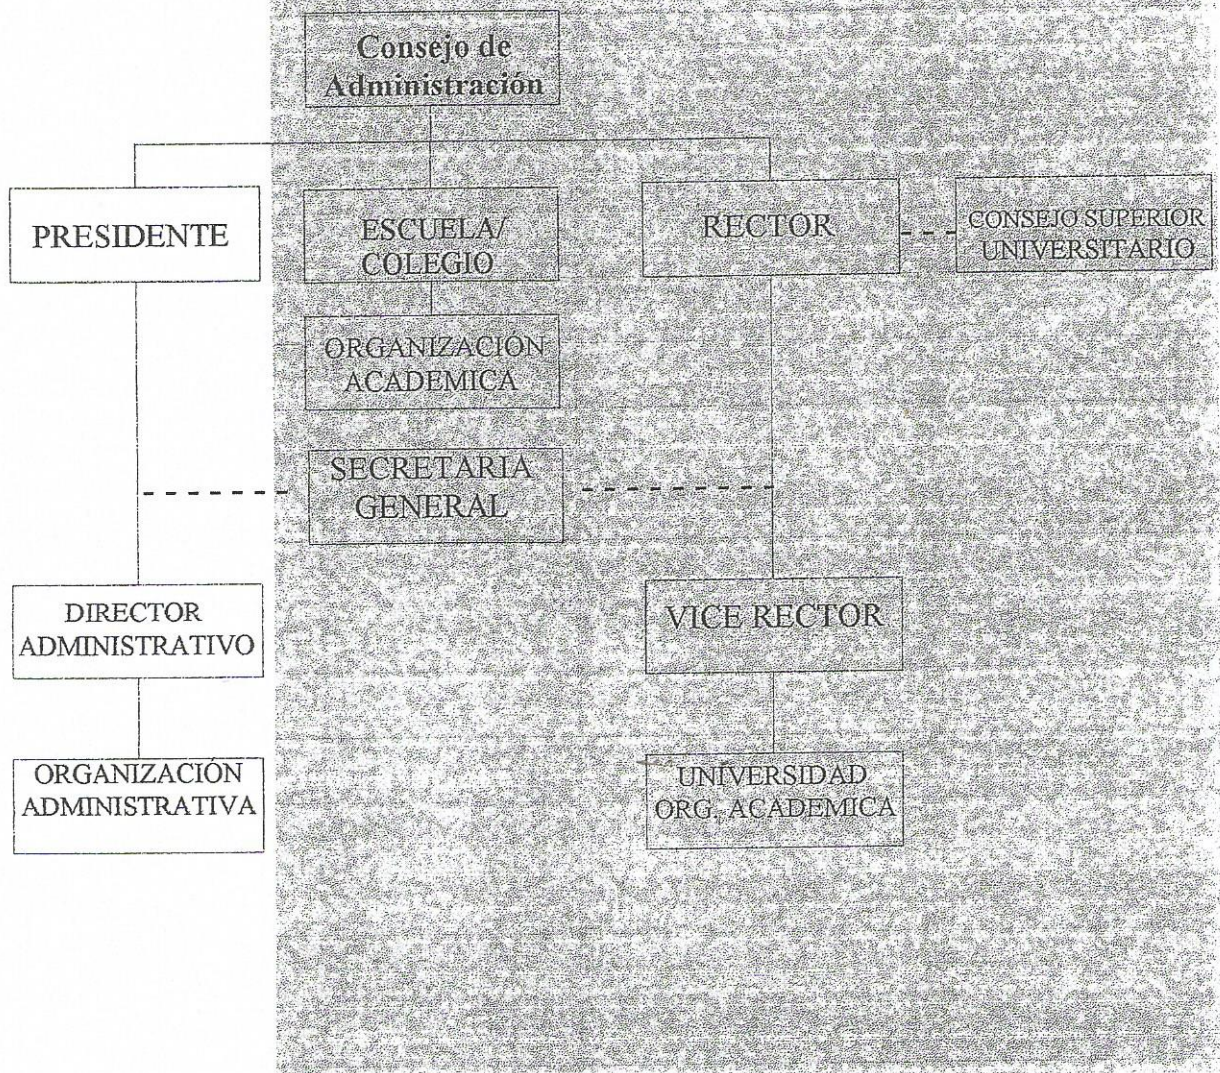 Consejo de
Administración
PRESIDENTE
ESCUELA/
COLEGIO
RECTOR
CONSEJO SUPERIOR
UNIVERSITARIO
ORGANIZACIÓN
ACADEMICA
SECRETARIA
GENERAL
DIRECTOR
ADMINISTRATIVO
VICE RECTOR
ORGANIZACIÓN
ADMINISTRATIVA
UNIVERSIDAD
ORG. ACADEMICA